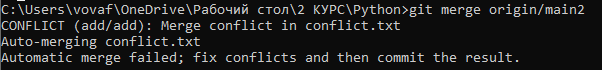 C:\Users\vovaf\OneDrive\Рабочий стол\2 КУРС\Python>git merge origin/main2
CONFLICT (add/add): Merge conflict in conflict.txt
Auto-merging conflict.txt
Automatic merge failed; fix conflicts and then commit the result.